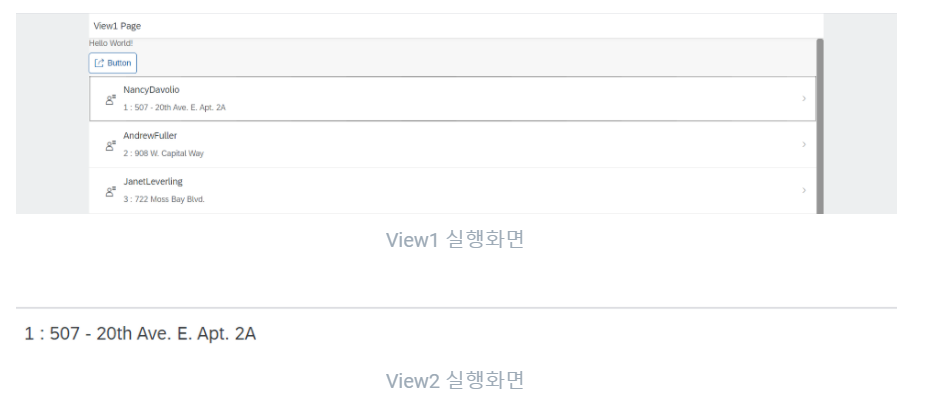 View1 Page
Hello World!
Button
NancyDavolio
1 : 507 - 20th Ave. E. Apt. 2A
AndrewFuller
2 : 908 W. Capital Way
JanetLeverling
3 : 722 Moss Bay Blvd.
View1 실행화면
1 : 507 - 20th Ave. E. Apt. 2A
View2 실행화면